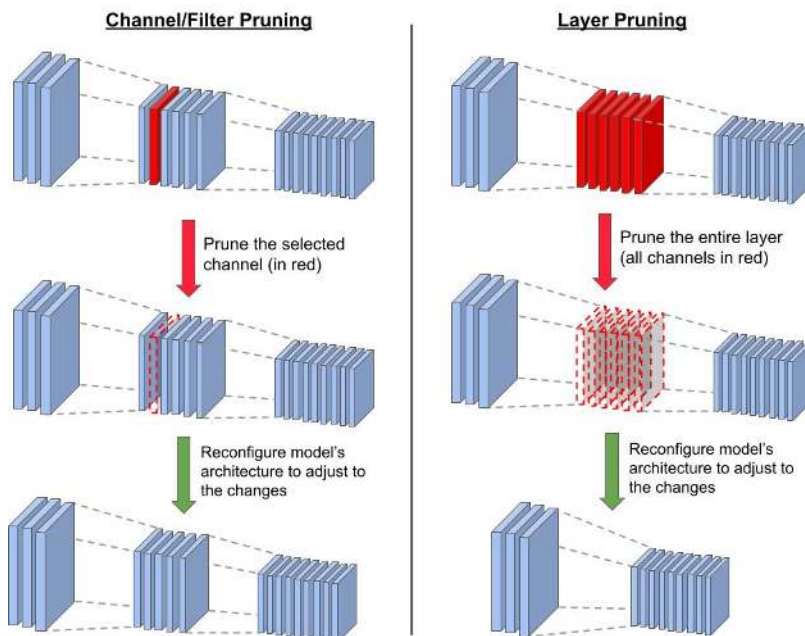 Channel/Filter Pruning
Prune the selected
channel (in red)
Reconfigure model's
architecture to adjust to
the changes
Layer Pruning
Prune the entire layer
(all channels in red)
Reconfigure model's
architecture to adjust to
the changes